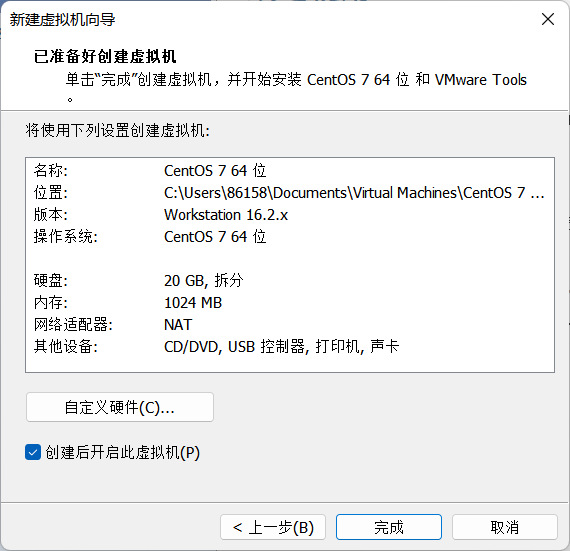 新建虚拟机向导
已准备好创建虚拟机
单击“完成”创建虚拟机，并开始安装 CentOS 7 64 位 和 VMware Tools
。
将使用下列设置创建虚拟机:
名称: CentOS 7 64 位
位置: C:\Users\86158\Documents\Virtual Machines\CentOS 7 ...
版本: Workstation 16.2.x
操作系统: CentOS 7 64 位
硬盘: 20 GB, 拆分
内存: 1024 MB
网络适配器: NAT
其他设备: CD/DVD, USB 控制器, 打印机, 声卡
自定义硬件(C)...
创建后开启此虚拟机(P)
< 上一步(B) 完成 取消